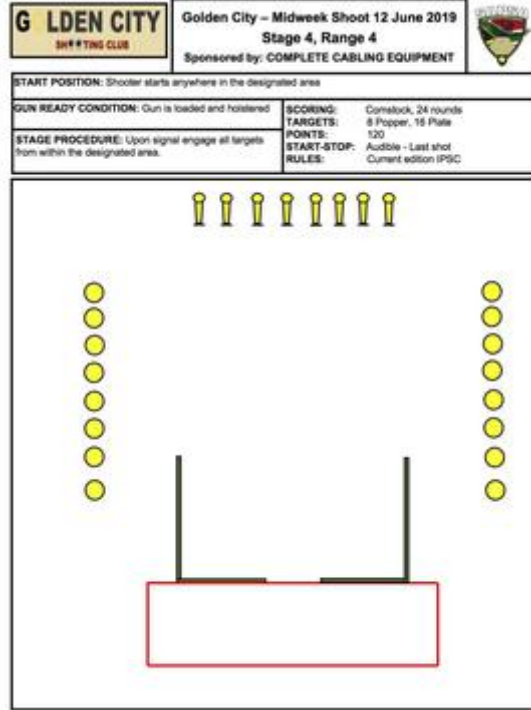 G LDEN CITY
SH TING CLUB
Golden City – Midweek Shoot 12 June 2019
Stage 4, Range 4
Sponsored by: COMPLETE CABLING EQUIPMENT
START POSITION: Shooter starts anywhere in the designated area
GUN READY CONDITION: Gun is loaded and holstered
STAGE PROCEDURE: Upon signal engage all targets
from within the designated area.
SCORING: Comstock, 24 rounds
TARGETS: 8 Popper, 16 Plate
POINTS: 120
START-STOP: Audible - Last shot
RULES: Current edition IPSC